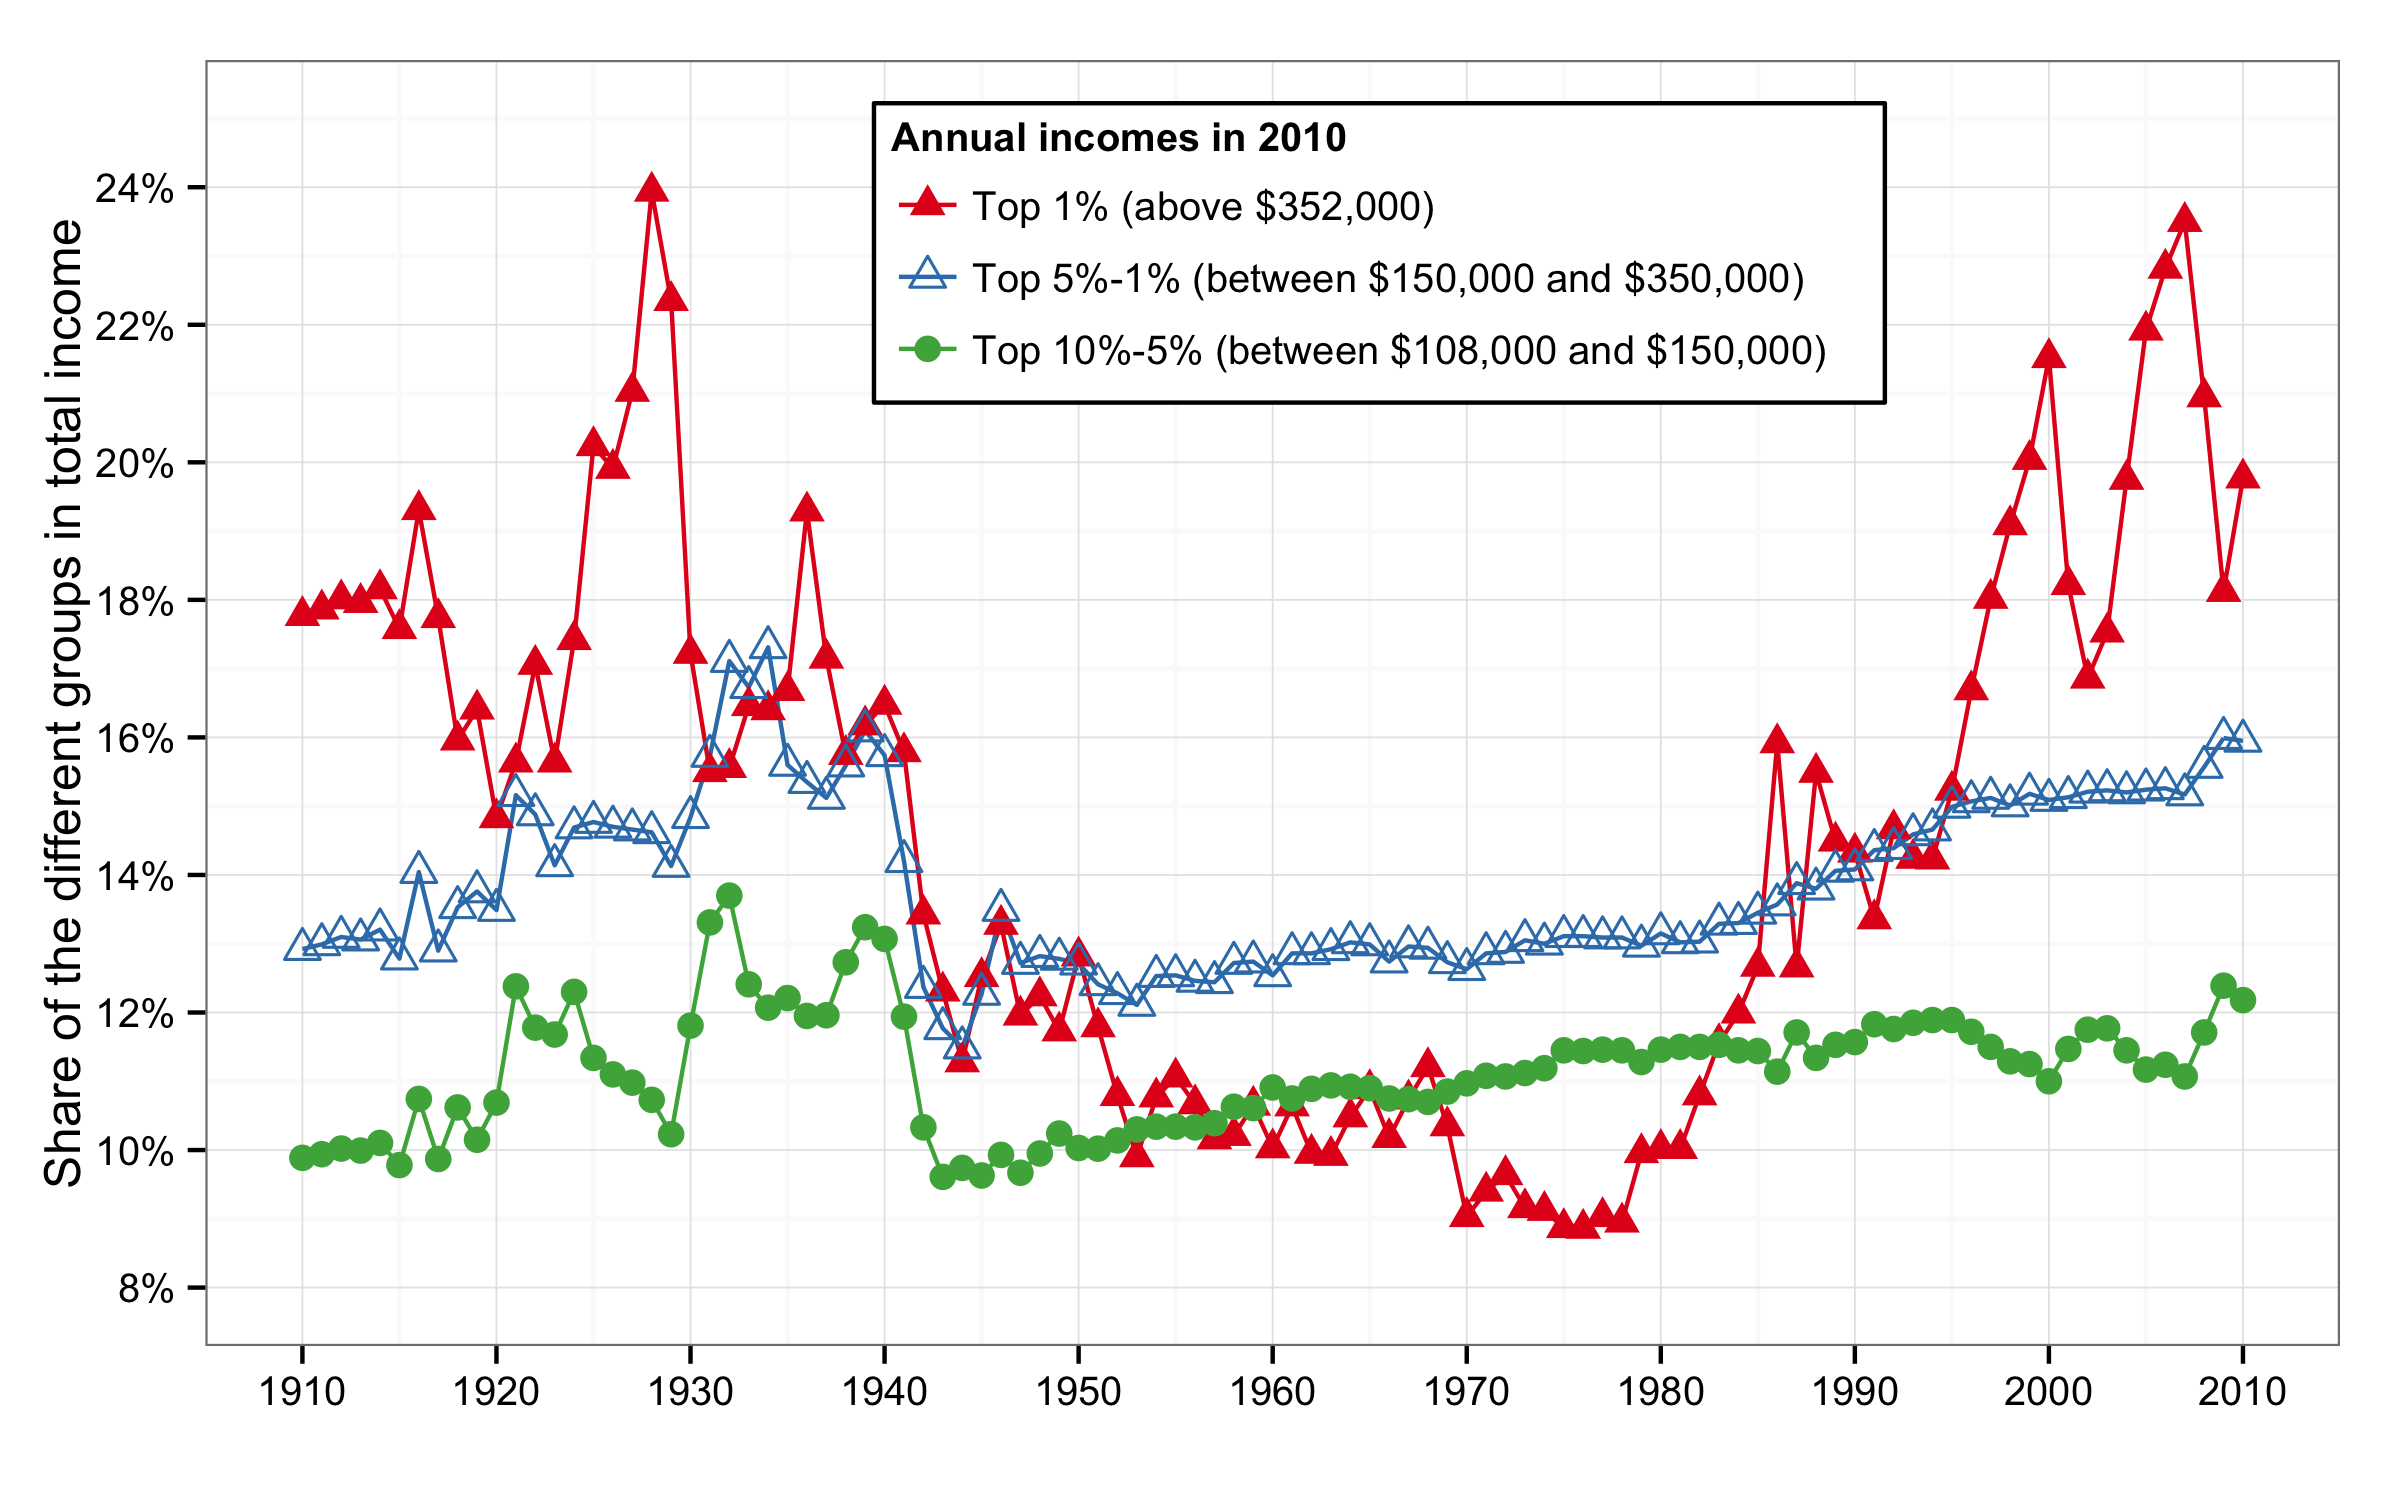 Share of the different groups in total income
24%
22%
20%
18%
16%
14%
12%
10%
8%
Annual incomes in 2010
Top 1% (above $352,000)
Top 5%-1% (between $150,000 and $350,000)
Top 10%-5% (between $108,000 and $150,000)
1910 1920 1930 1940 1950 1960 1970 1980 1990 2000 2010